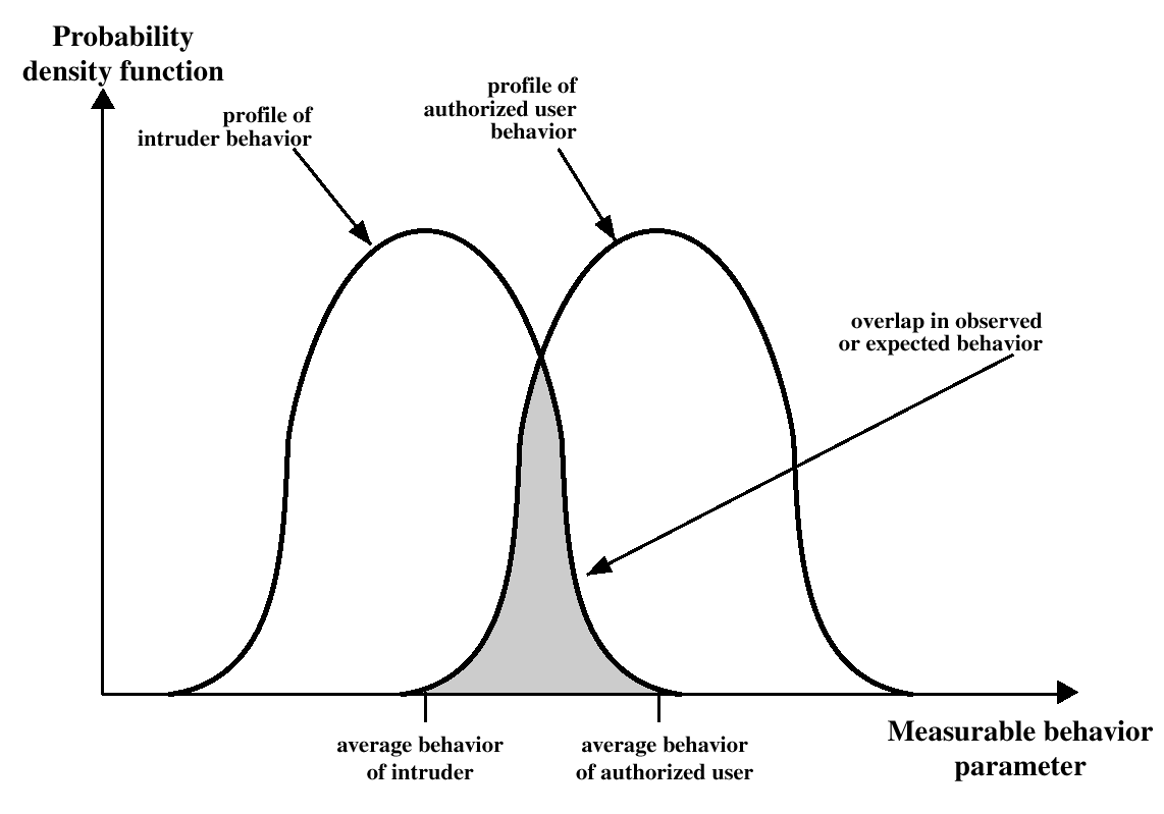 Probability
density function
profile of
intruder behavior
profile of
authorized user
behavior
overlap in observed
or expected behavior
average behavior
of intruder
average behavior
of authorized user
Measurable behavior
parameter